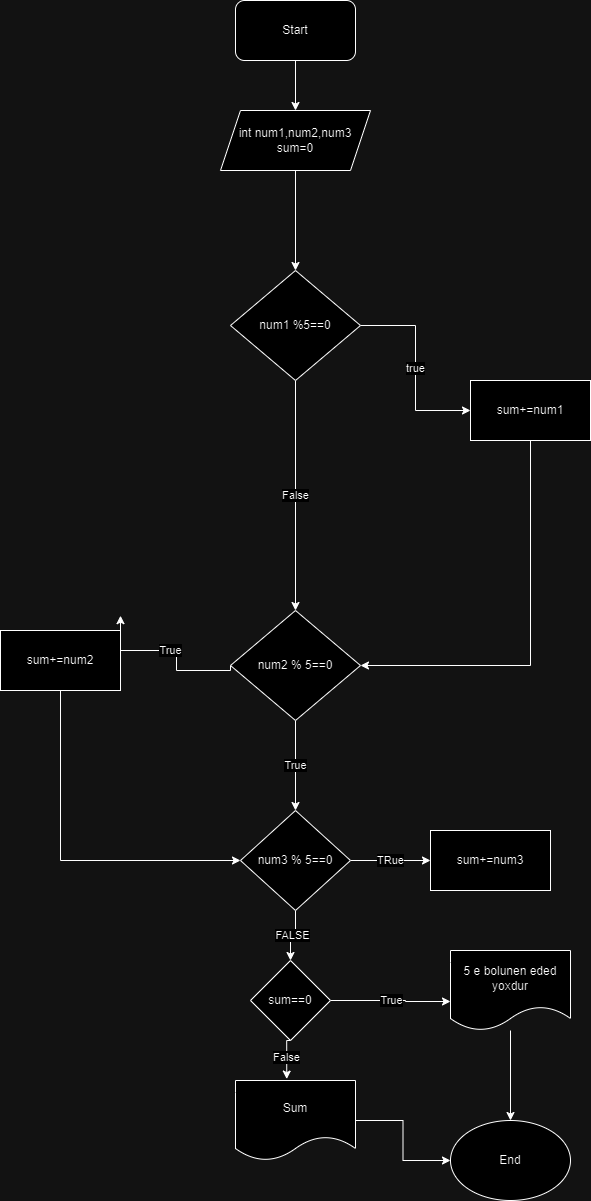 Start
int num1,num2,num3
sum=0
num1 %5==0
true
sum+=num1
False
sum+=num2
True
num2 % 5==0
True
num3 % 5==0
TRue
sum+=num3
FALSE
sum==0
True
5 e bolunen eded
yoxdur
False
Sum
End